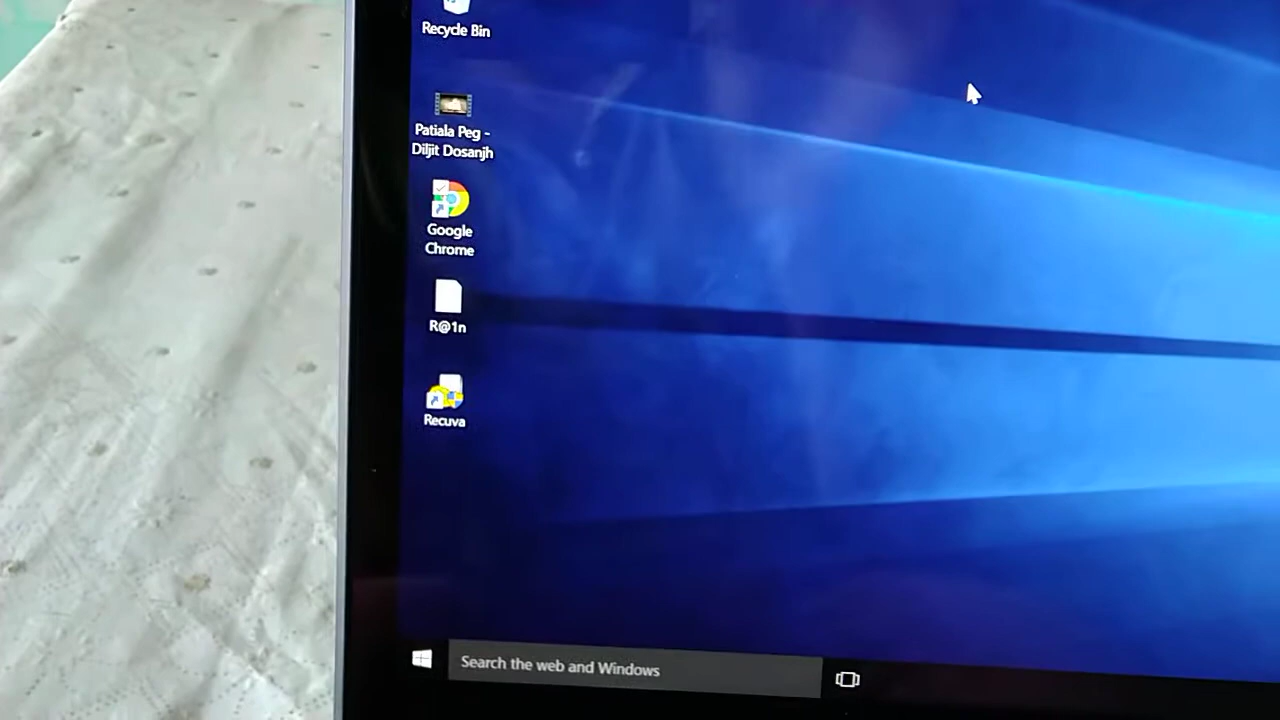 Recycle Bin
Patiala Peg -
Diljit Dosanjh
Google
Chrome
R@1n
Recuva
Search the web and Windows